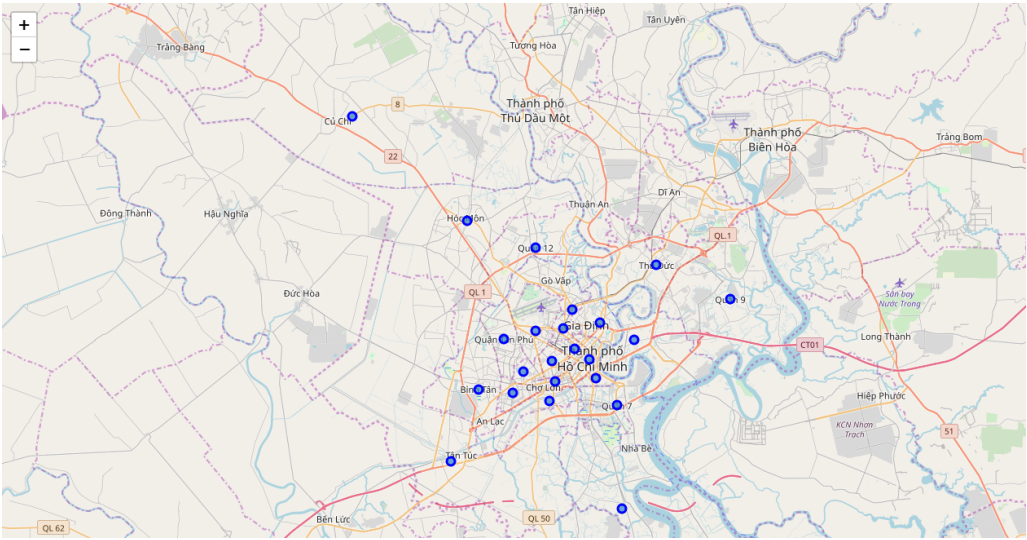 +
−
Tân Hiệp
Tân Uyên
Trảng Bàng
Tương Hòa
Củ Chi
8
Thành phố
Thủ Dầu Một
Thành phố
Biên Hòa
Trảng Bom
22
Dĩ An
Đông Thành
Hậu Nghĩa
Hóc Môn
Thuận An
QL.1
Quận 12
Thủ Đức
Gò Vấp
Đức Hòa
QL 1
Quận 9
Sân bay
Nước Trong
Gia Định
Quận Tân Phú
Long Thành
CT01
Thành phố
Hồ Chí Minh
Bình Tân
Chợ Lớn
Hiệp Phước
Quận 7
An Lạc
KCN Nhơn
Trạch
51
Nhà Bè
Tân Túc
Bến Lức
QL 50
QL 62